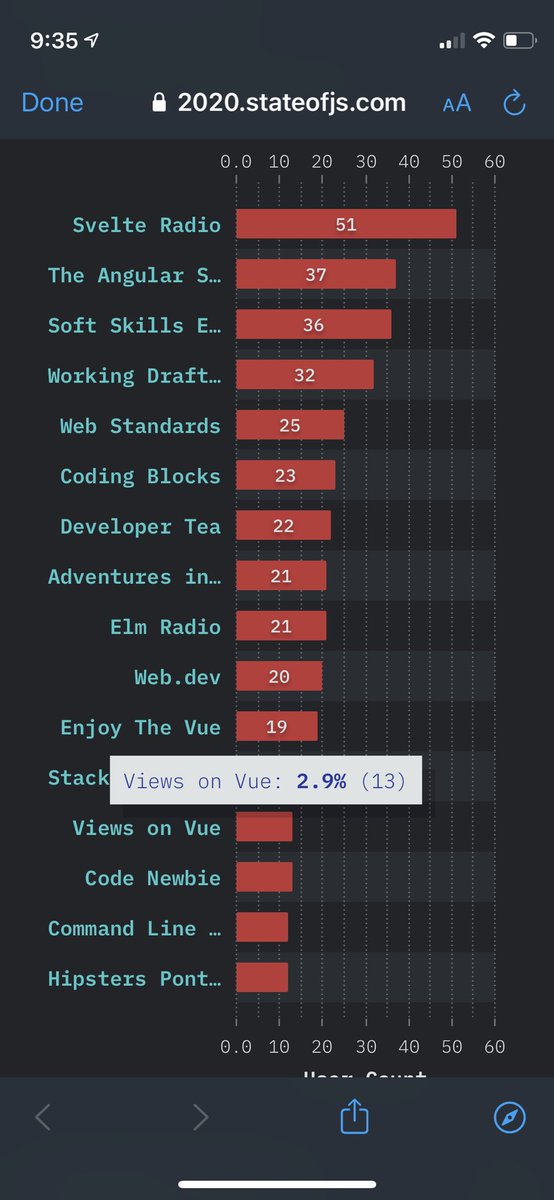 9:35
Done 2020.stateofjs.com AA
0.0 10 20 30 40 50 60
Svelte Radio 51
The Angular S… 37
Soft Skills E… 36
Working Draft… 32
Web Standards 25
Coding Blocks 23
Developer Tea 22
Adventures in… 21
Elm Radio 21
Web.dev 20
Enjoy The Vue 19
Stack
Views on Vue: 2.9% (13)
Views on Vue
Code Newbie
Command Line …
Hipsters Pont…
0.0 10 20 30 40 50 60
User Count